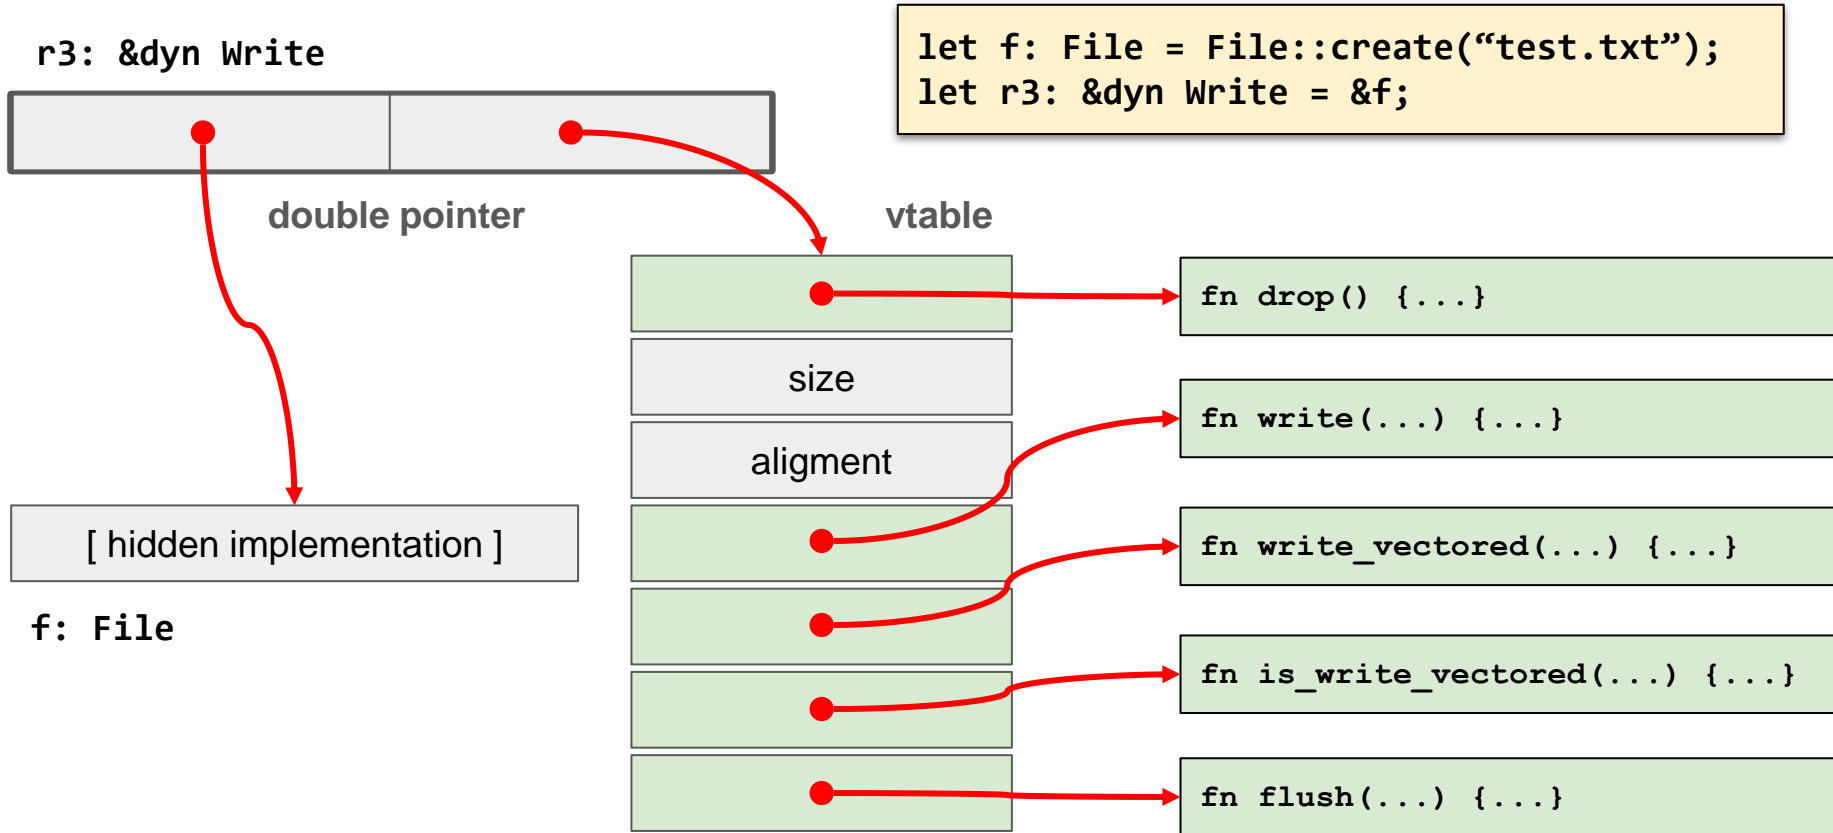 r3: &dyn Write
let f: File = File::create(“test.txt”);
let r3: &dyn Write = &f;
double pointer
vtable
fn drop() {...}
size
fn write(...) {...}
aligment
[ hidden implementation ]
fn write_vectored(...) {...}
f: File
fn is_write_vectored(...) {...}
fn flush(...) {...}